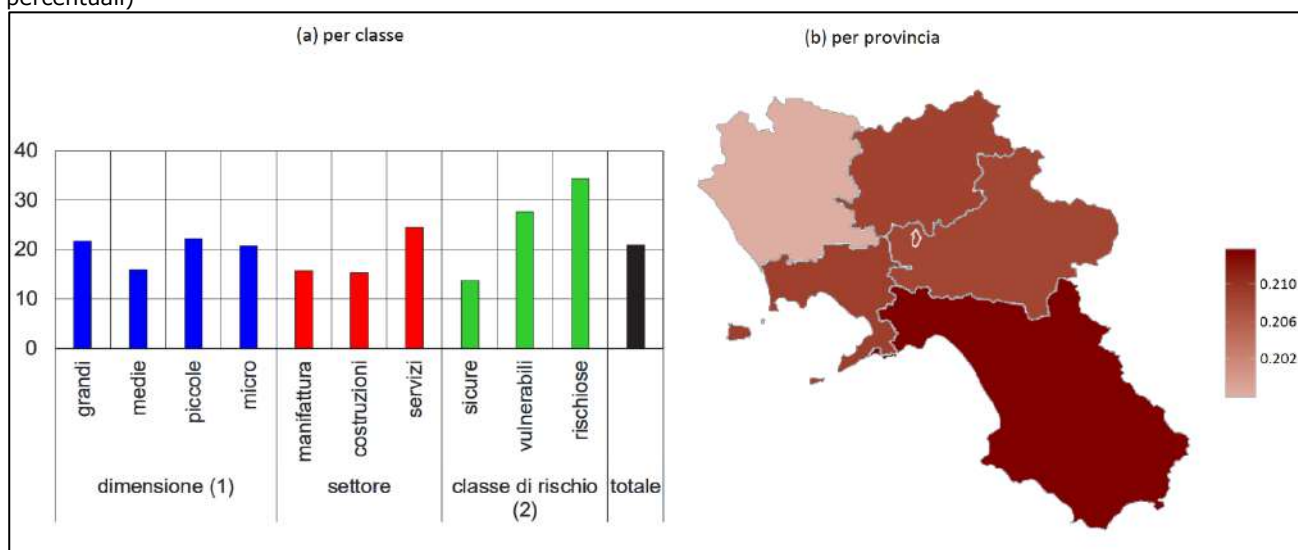 percentuali)
(a) per classe
(b) per provincia
40
30
20
10
0
grandi
medie
piccole
micro
manifattura
costruzioni
servizi
sicure
vulnerabili
rischiose
dimensione (1)
settore
classe di rischio
(2)
totale
0.210
0.206
0.202